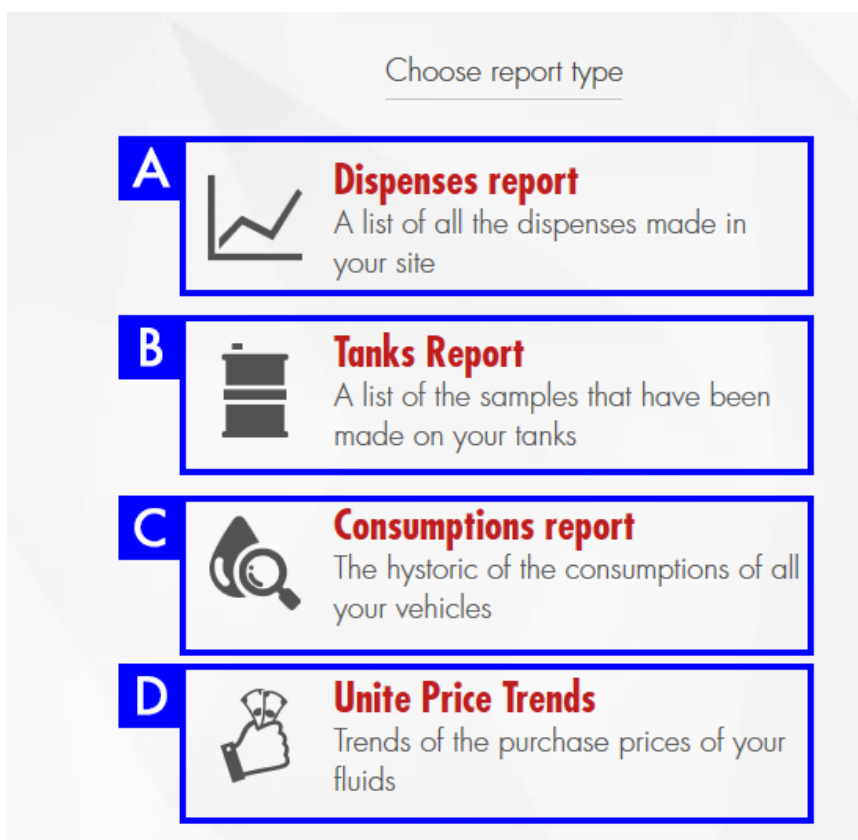 Choose report type
A
Dispenses report
A list of all the dispenses made in
your site
B
Tanks Report
A list of the samples that have been
made on your tanks
C
Consumptions report
The hystoric of the consumptions of all
your vehicles
D
Unite Price Trends
Trends of the purchase prices of your
fluids